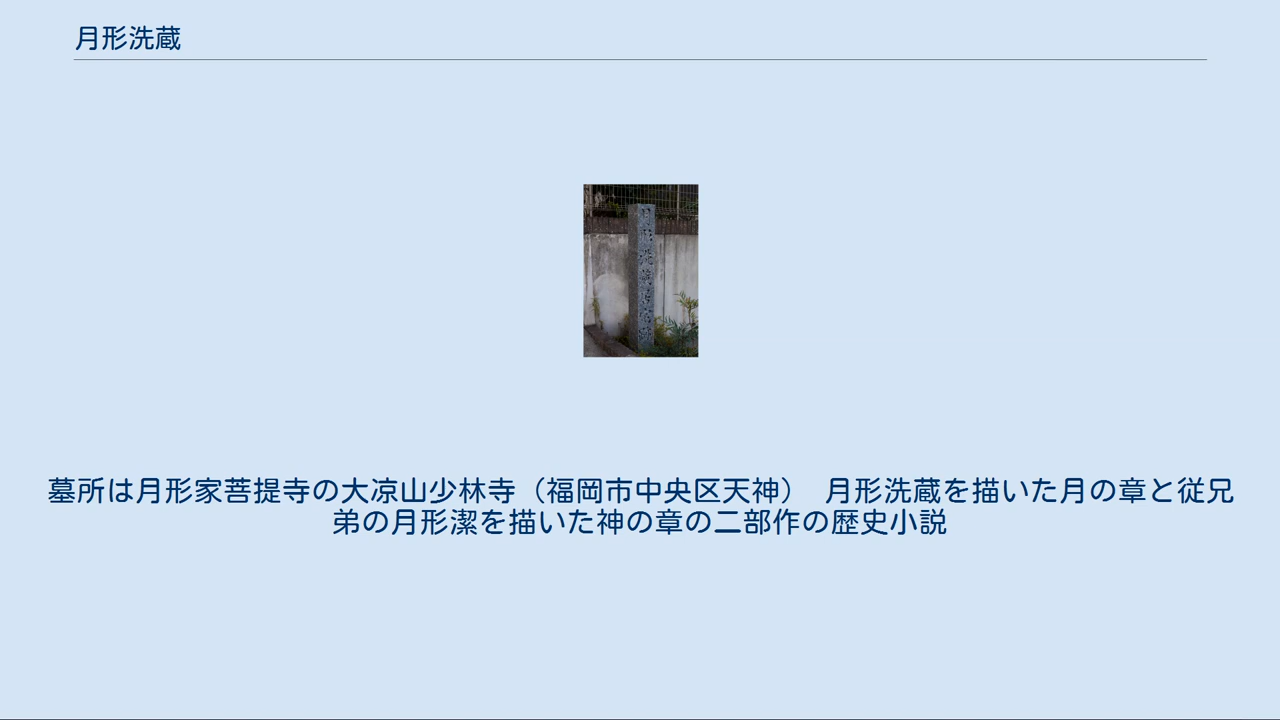 月形洗蔵
墓所は月形家菩提寺の大凉山少林寺（福岡市中央区天神）　月形洗蔵を描いた月の章と従兄
弟の月形潔を描いた神の章の二部作の歴史小説